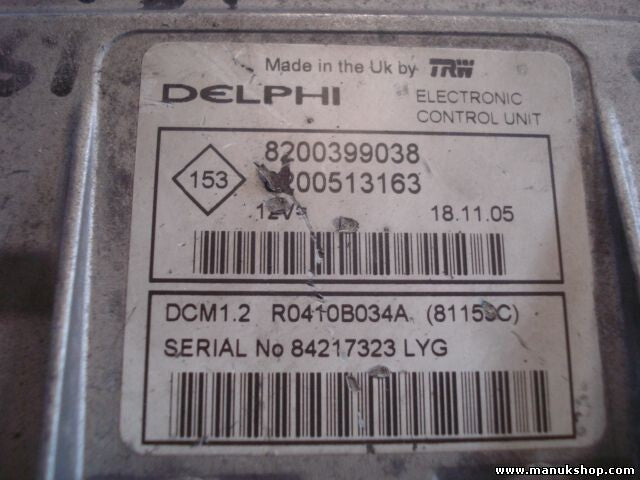 Made in the Uk by TRW
DELPHI
ELECTRONIC
CONTROL UNIT
153
8200399038
200513163
18.11.05
DCM1.2 R0410B034A
SERIAL No 84217323 LYG
www.manukshop.com